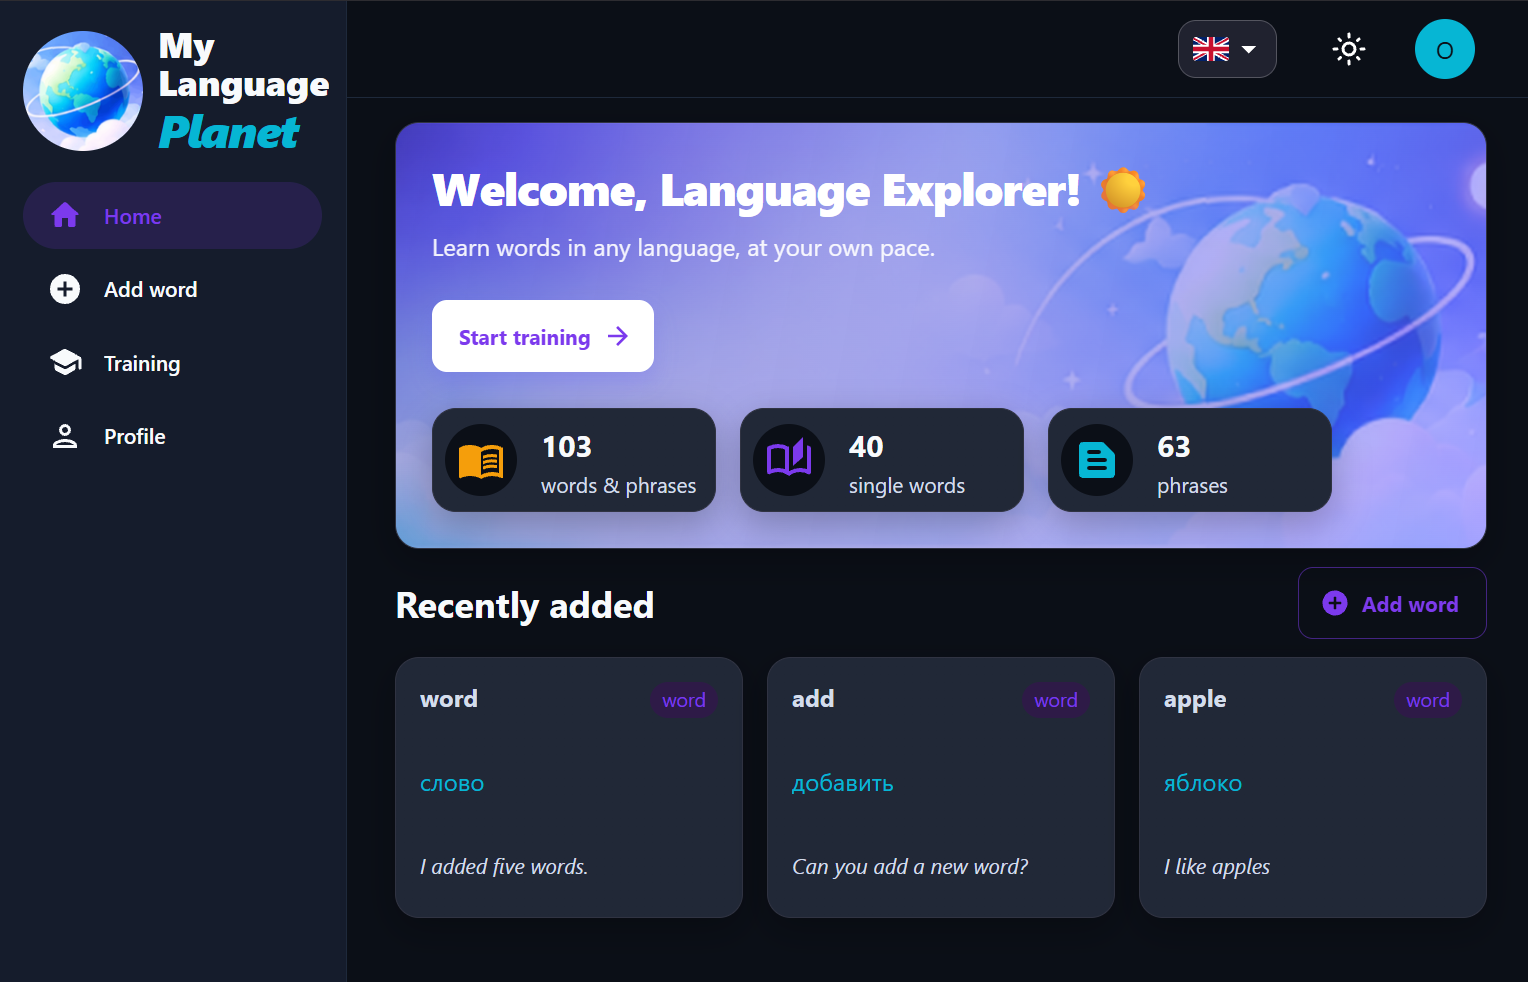 My
Language
Planet
Home
Add word
Training
Profile
O
Welcome, Language Explorer!
Learn words in any language, at your own pace.
Start training
103
words & phrases
40
single words
63
phrases
Recently added
Add word
word
word
слово
I added five words.
add
word
добавить
Can you add a new word?
apple
word
яблоко
I like apples